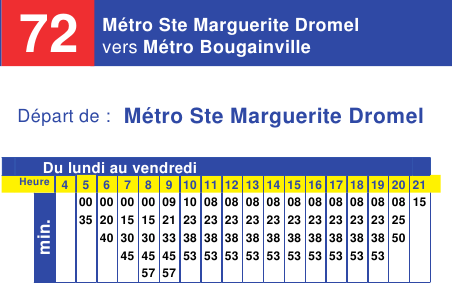 72
Métro Ste Marguerite Dromel
vers Métro Bougainville
Départ de : Métro Ste Marguerite Dromel
Du lundi au vendredi
Heure 4 5 6 7 8 9 10 11 12 13 14 15 16 17 18 19 20 21
min.
00 00 00 00 09 10 08 08 08 08 08 08 08 08 08 08 15
35 20 15 15 21 23 23 23 23 23 23 23 23 23 23 25
40 30 30 33 38 38 38 38 38 38 38 38 38 38 50
45 45 45 53 53 53 53 53 53 53 53 53 53
57 57